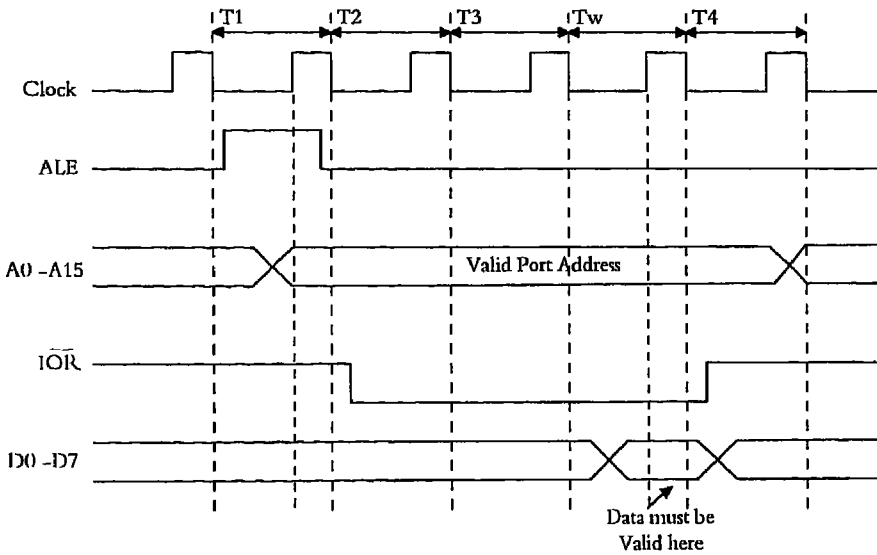 T1 T2 T3 Tw T4
Clock
ALE
A0 -A15
Valid Port Address
IOR
D0 -D7
Data must be
Valid here